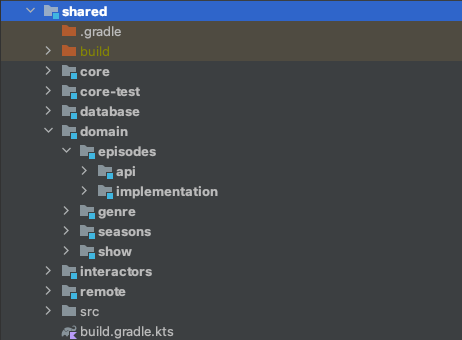 shared
.gradle
build
core
core-test
database
domain
episodes
api
implementation
genre
seasons
show
interactors
remote
src
build.gradle.kts